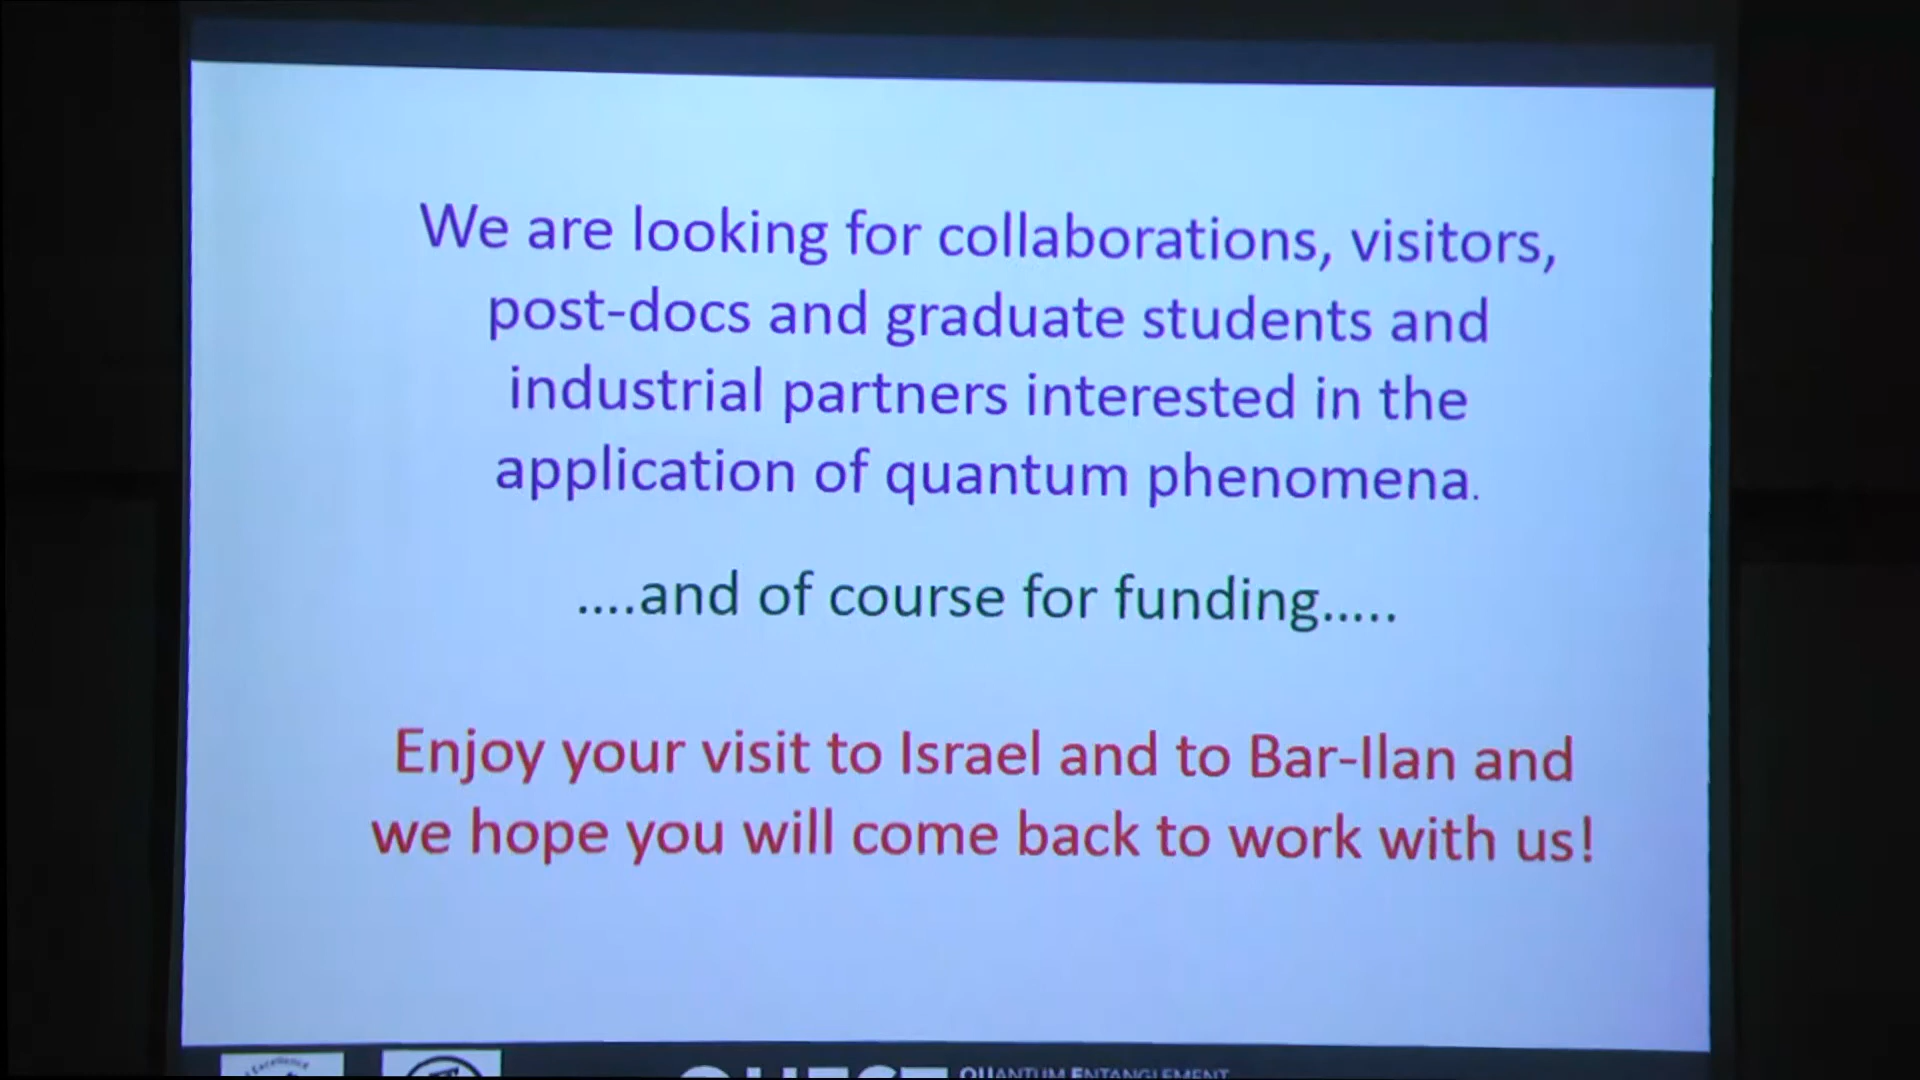 We are looking for collaborations, visitors,
post-docs and graduate students and
industrial partners interested in the
application of quantum phenomena.
....and of course for funding.....
Enjoy your visit to Israel and to Bar-Ilan and
we hope you will come back to work with us!
Excellence
QUEST QUANTUM ENTANGLEMENT